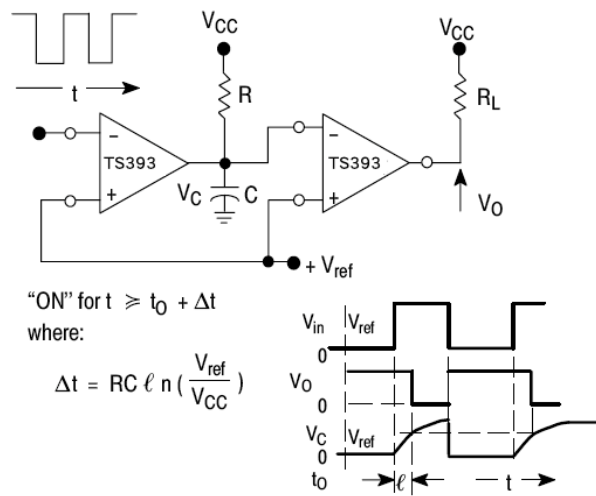 t
VCC
R
VCC
RL
−
TS393
+
VC
C
−
TS393
+
VO
+ Vref
“ON” for t ⩾ tO + Δt
where:
Δt = RC ℓ n ( Vref / VCC )
Vin
Vref
0
VO
0
VC
Vref
0
tO
ℓ
t